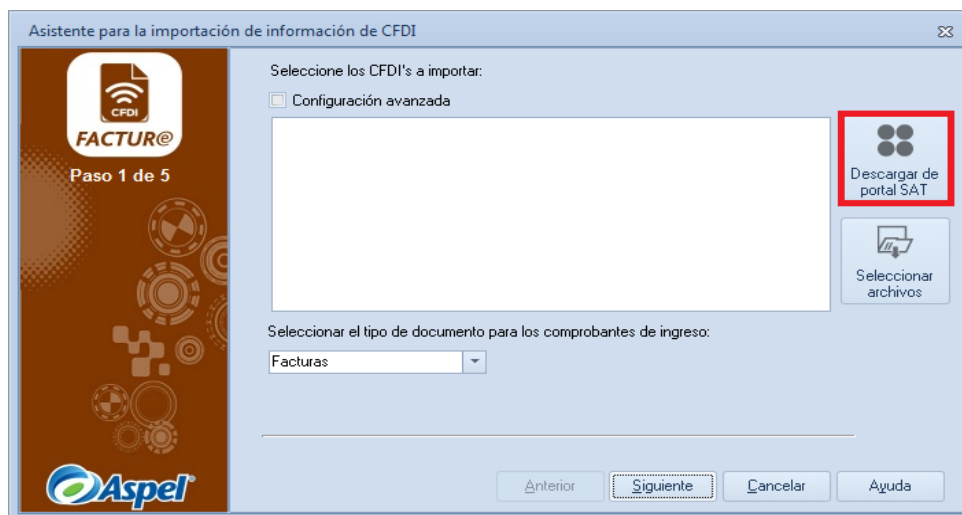 Asistente para la importación de información de CFDI
CFDI
FACTUR@
Paso 1 de 5
Seleccione los CFDI's a importar:
Configuración avanzada
Descargar de
portal SAT
Seleccionar
archivos
Seleccionar el tipo de documento para los comprobantes de ingreso:
Facturas
Aspel
Anterior
Siguiente
Cancelar
Ayuda